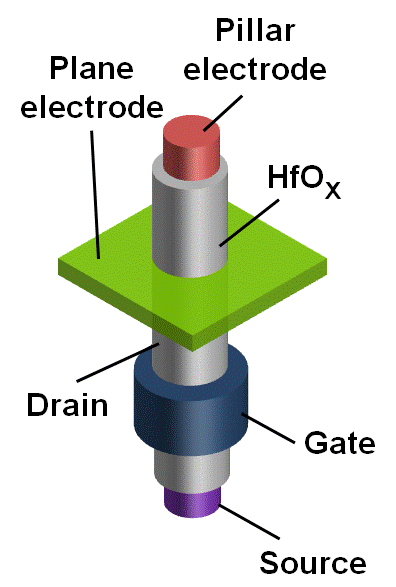 Pillar
electrode
Plane
electrode
HfOX
Drain
Gate
Source